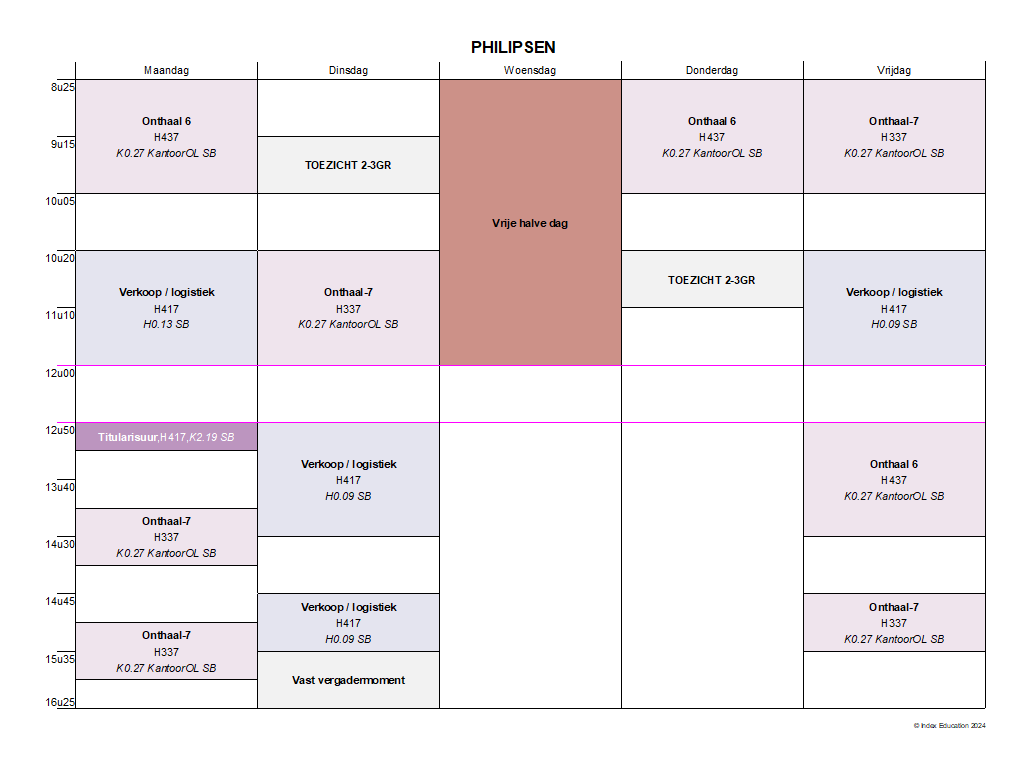 PHILIPSEN
Maandag
Dinsdag
Woensdag
Donderdag
Vrijdag
8u25
9u15
10u05
10u20
11u10
12u00
12u50
13u40
14u30
14u45
15u35
16u25
Onthaal 6
H437
K0.27 KantoorOL SB
Verkoop / logistiek
H417
H0.13 SB
Titularisuur,H417,K2.19 SB
Onthaal-7
H337
K0.27 KantoorOL SB
Onthaal-7
H337
K0.27 KantoorOL SB
TOEZICHT 2-3GR
Onthaal-7
H337
K0.27 KantoorOL SB
Verkoop / logistiek
H417
H0.09 SB
Verkoop / logistiek
H417
H0.09 SB
Vast vergadermoment
Vrije halve dag
Onthaal 6
H437
K0.27 KantoorOL SB
TOEZICHT 2-3GR
Onthaal-7
H337
K0.27 KantoorOL SB
Verkoop / logistiek
H417
H0.09 SB
Onthaal 6
H437
K0.27 KantoorOL SB
Onthaal-7
H337
K0.27 KantoorOL SB
© Index Education 2024